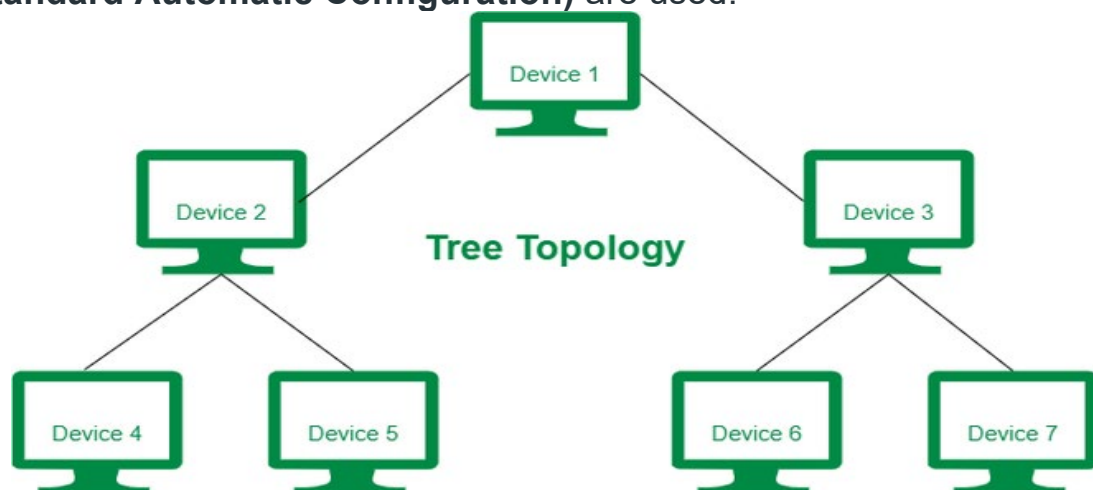 tandard Automatic Configuration) are used.
Device 1
Device 2
Device 3
Tree Topology
Device 4
Device 5
Device 6
Device 7